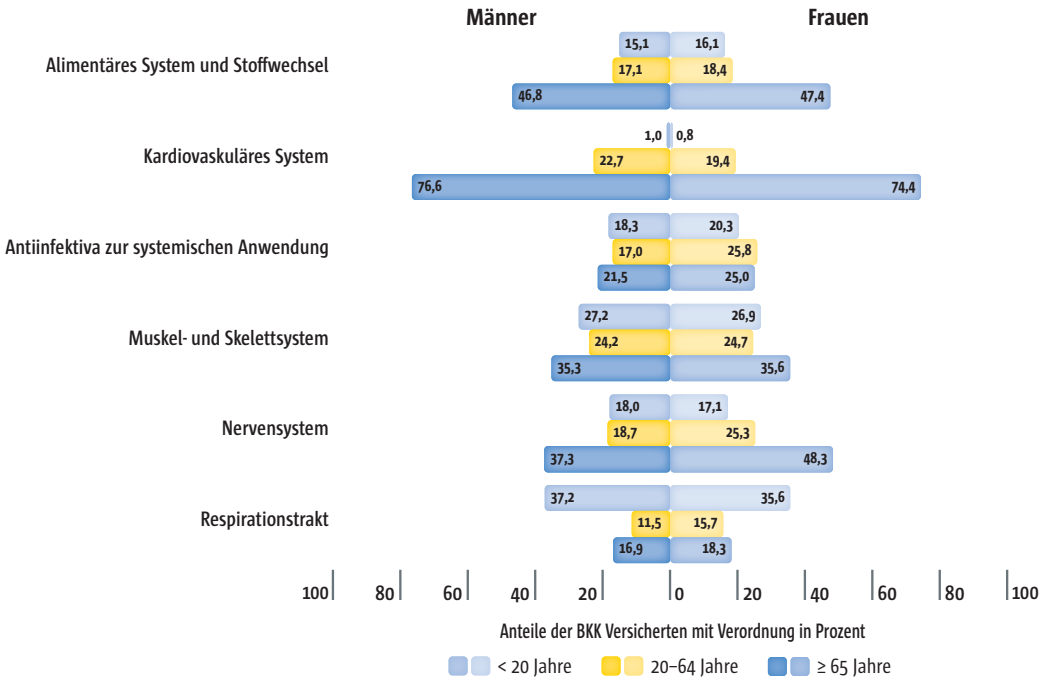 Männer Frauen
Alimentäres System und Stoffwechsel
15,1 16,1
17,1 18,4
46,8 47,4
Kardiovaskuläres System
1,0 0,8
22,7 19,4
76,6 74,4
Antiinfektiva zur systemischen Anwendung
18,3 20,3
17,0 25,8
21,5 25,0
Muskel- und Skelettsystem
27,2 26,9
24,2 24,7
35,3 35,6
Nervensystem
18,0 17,1
18,7 25,3
37,3 48,3
Respirationstrakt
37,2 35,6
11,5 15,7
16,9 18,3
100 80 60 40 20 0 20 40 60 80 100
Anteile der BKK Versicherten mit Verordnung in Prozent
< 20 Jahre 20–64 Jahre ≥ 65 Jahre